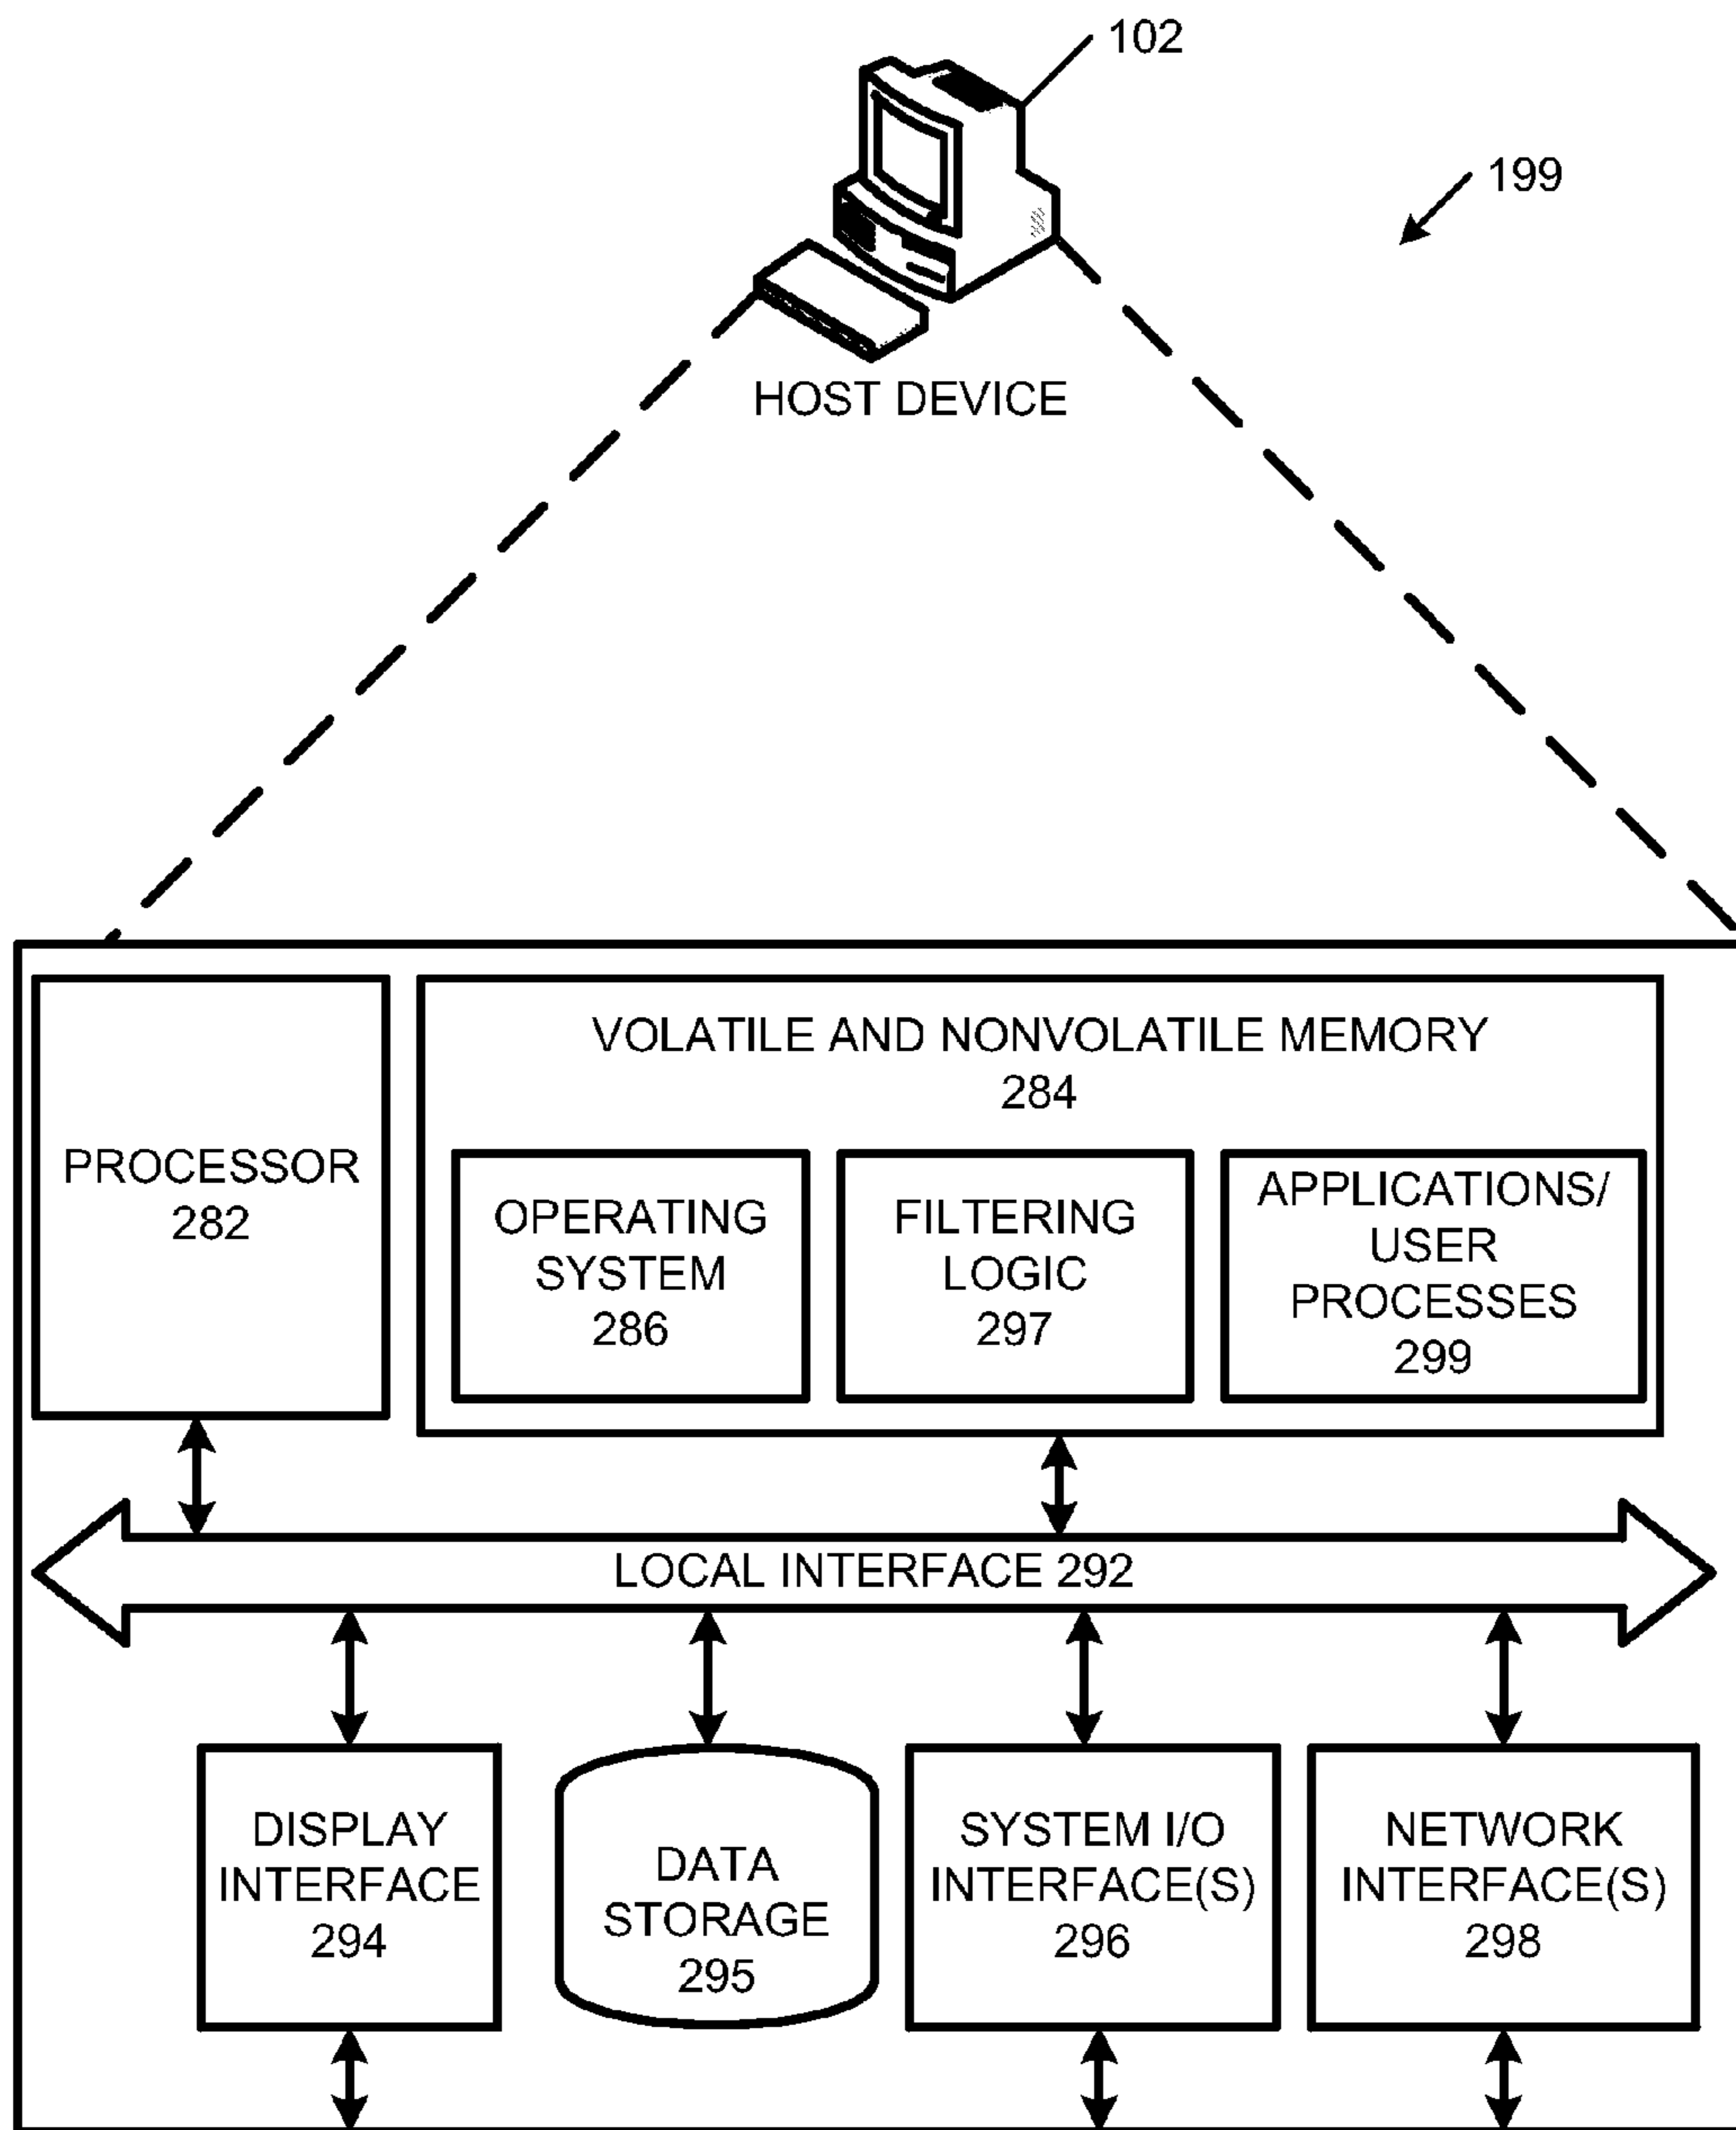 102
199
HOST DEVICE
VOLATILE AND NONVOLATILE MEMORY
284
PROCESSOR
282
OPERATING
SYSTEM
286
FILTERING
LOGIC
297
APPLICATIONS/
USER
PROCESSES
299
LOCAL INTERFACE 292
DISPLAY
INTERFACE
294
DATA
STORAGE
295
SYSTEM I/O
INTERFACE(S)
296
NETWORK
INTERFACE(S)
298